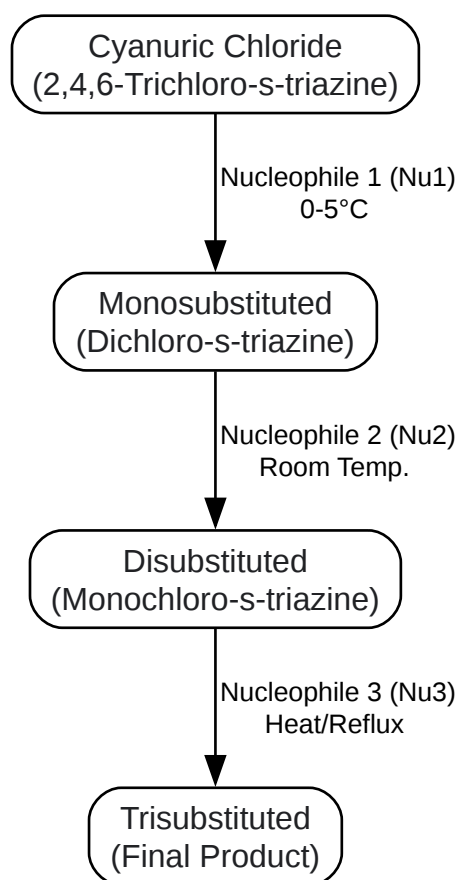 Cyanuric Chloride
(2,4,6-Trichloro-s-triazine)
Nucleophile 1 (Nu1)
0-5°C
Monosubstituted
(Dichloro-s-triazine)
Nucleophile 2 (Nu2)
Room Temp.
Disubstituted
(Monochloro-s-triazine)
Nucleophile 3 (Nu3)
Heat/Reflux
Trisubstituted
(Final Product)